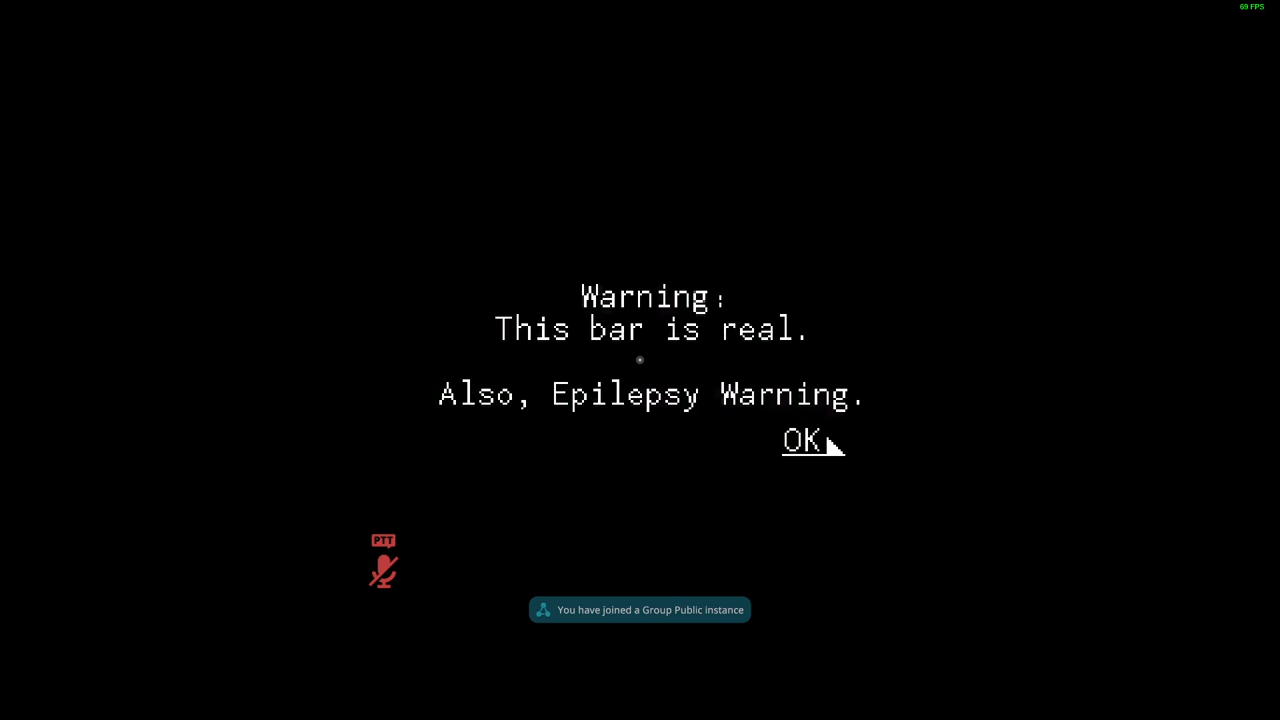 69 FPS
Warning:
This bar is real.
Also, Epilepsy Warning.
OK
PTT
You have joined a Group Public instance